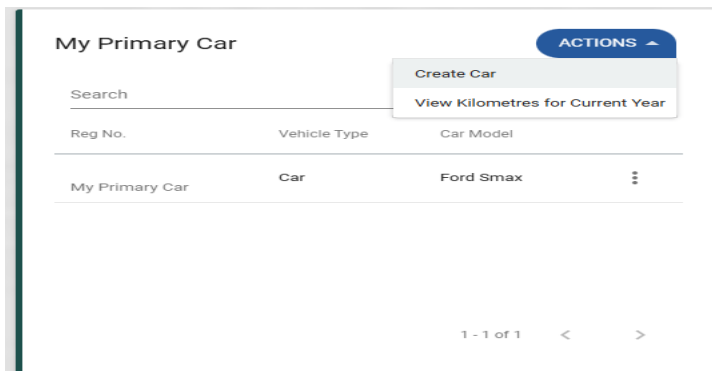 My Primary Car
ACTIONS
Create Car
Search
View Kilometres for Current Year
Reg No. Vehicle Type Car Model
My Primary Car Car Ford Smax
1 - 1 of 1